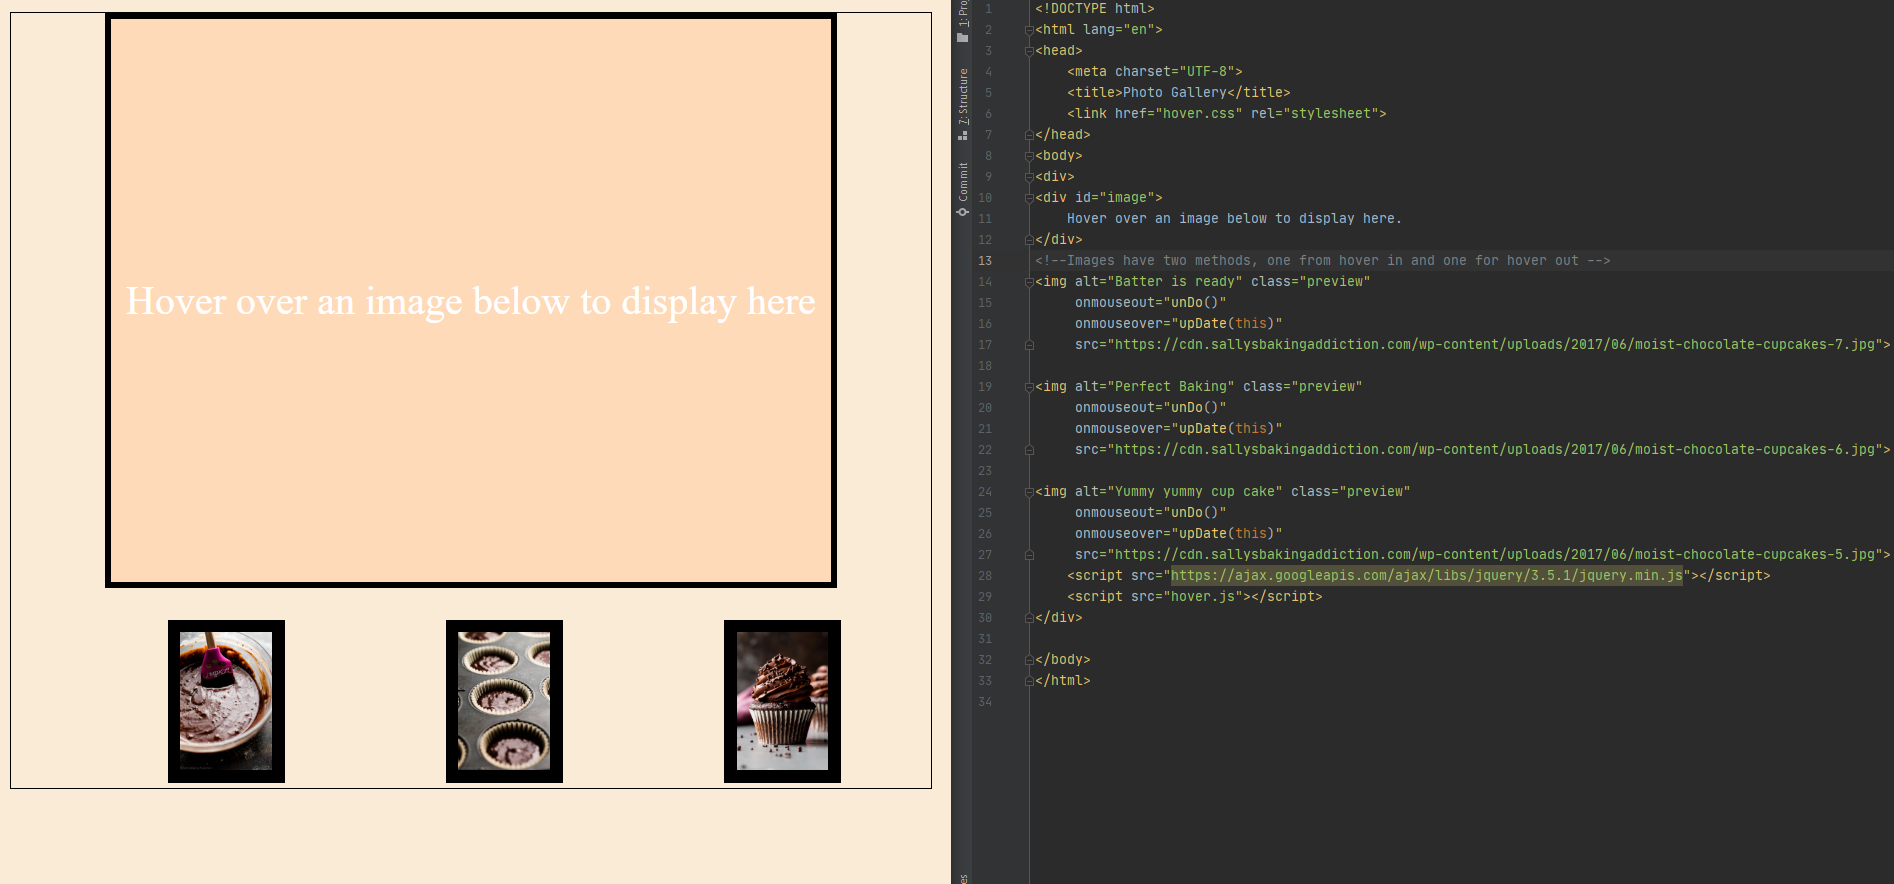 Hover over an image below to display here
1: Pro
7: Structure
Commit
es
1 <!DOCTYPE html>
2 <html lang="en">
3 <head>
4 <meta charset="UTF-8">
5 <title>Photo Gallery</title>
6 <link href="hover.css" rel="stylesheet">
7 </head>
8 <body>
9 <div>
10 <div id="image">
11 Hover over an image below to display here.
12 </div>
13 <!--Images have two methods, one from hover in and one for hover out -->
14 <img alt="Batter is ready" class="preview"
15 onmouseout="unDo()"
16 onmouseover="upDate(this)"
17 src="https://cdn.sallysbakingaddiction.com/wp-content/uploads/2017/06/moist-chocolate-cupcakes-7.jpg">
18
19 <img alt="Perfect Baking" class="preview"
20 onmouseout="unDo()"
21 onmouseover="upDate(this)"
22 src="https://cdn.sallysbakingaddiction.com/wp-content/uploads/2017/06/moist-chocolate-cupcakes-6.jpg">
23
24 <img alt="Yummy yummy cup cake" class="preview"
25 onmouseout="unDo()"
26 onmouseover="upDate(this)"
27 src="https://cdn.sallysbakingaddiction.com/wp-content/uploads/2017/06/moist-chocolate-cupcakes-5.jpg">
28 <script src="https://ajax.googleapis.com/ajax/libs/jquery/3.5.1/jquery.min.js"></script>
29 <script src="hover.js"></script>
30 </div>
31
32 </body>
33 </html>
34